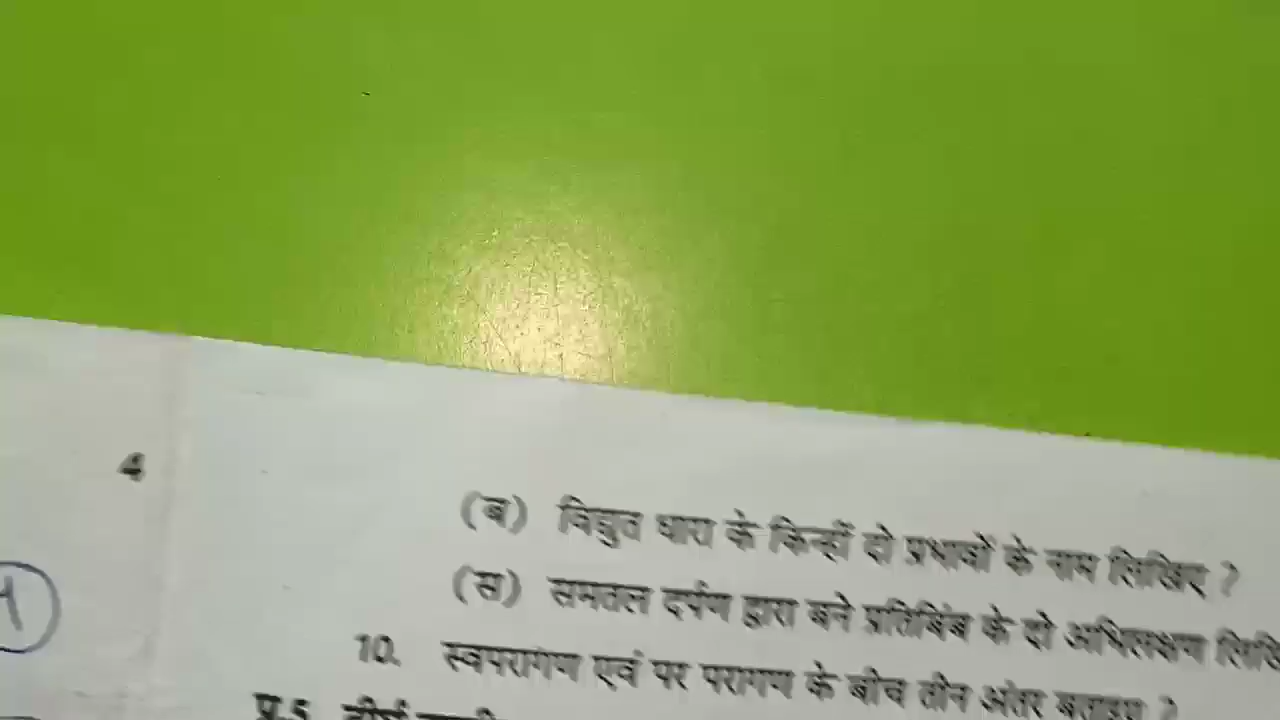 4
(ब) विद्युत धारा के किन्हीं दो प्रभावों के नाम लिखिए ?
(स) समतल दर्पण द्वारा बने प्रतिबिंब के दो अभिलक्षण
10. स्वपरागण एवं पर परागण के बीच तीन अंतर बताइए ?
प्र.5